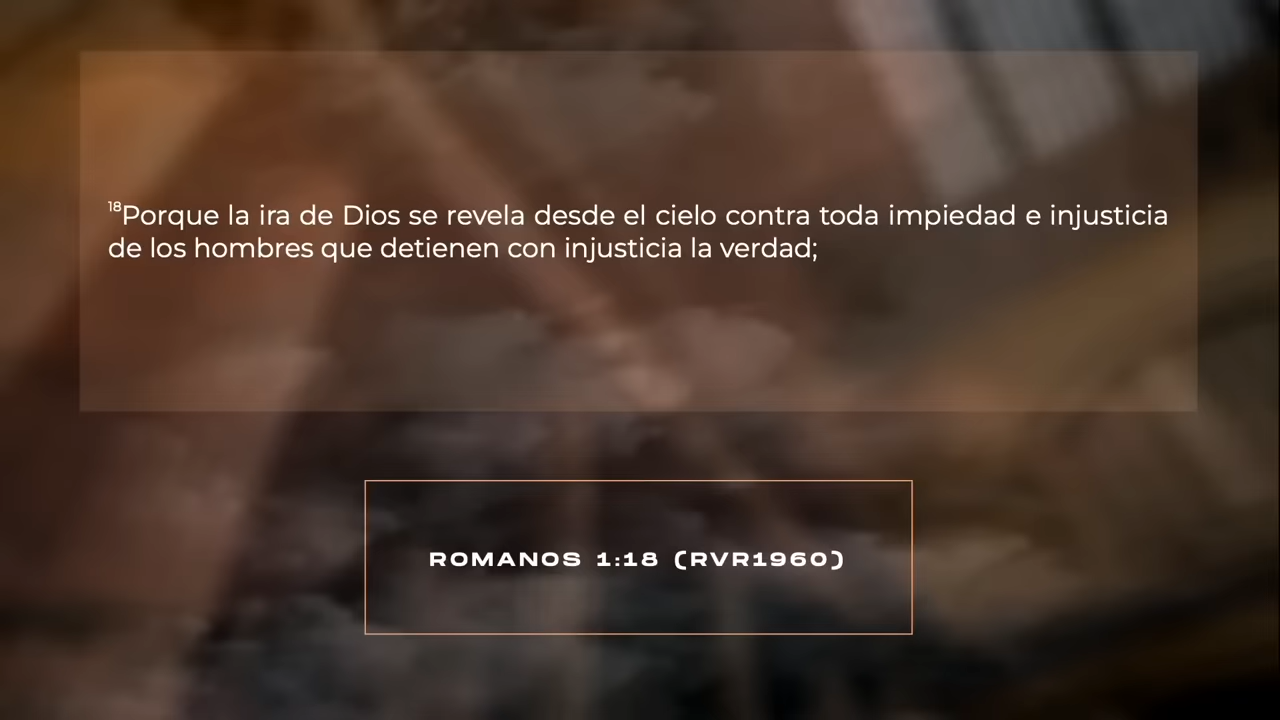 ¹⁸Porque la ira de Dios se revela desde el cielo contra toda impiedad e injusticia
de los hombres que detienen con injusticia la verdad;
ROMANOS 1:18 (RVR1960)